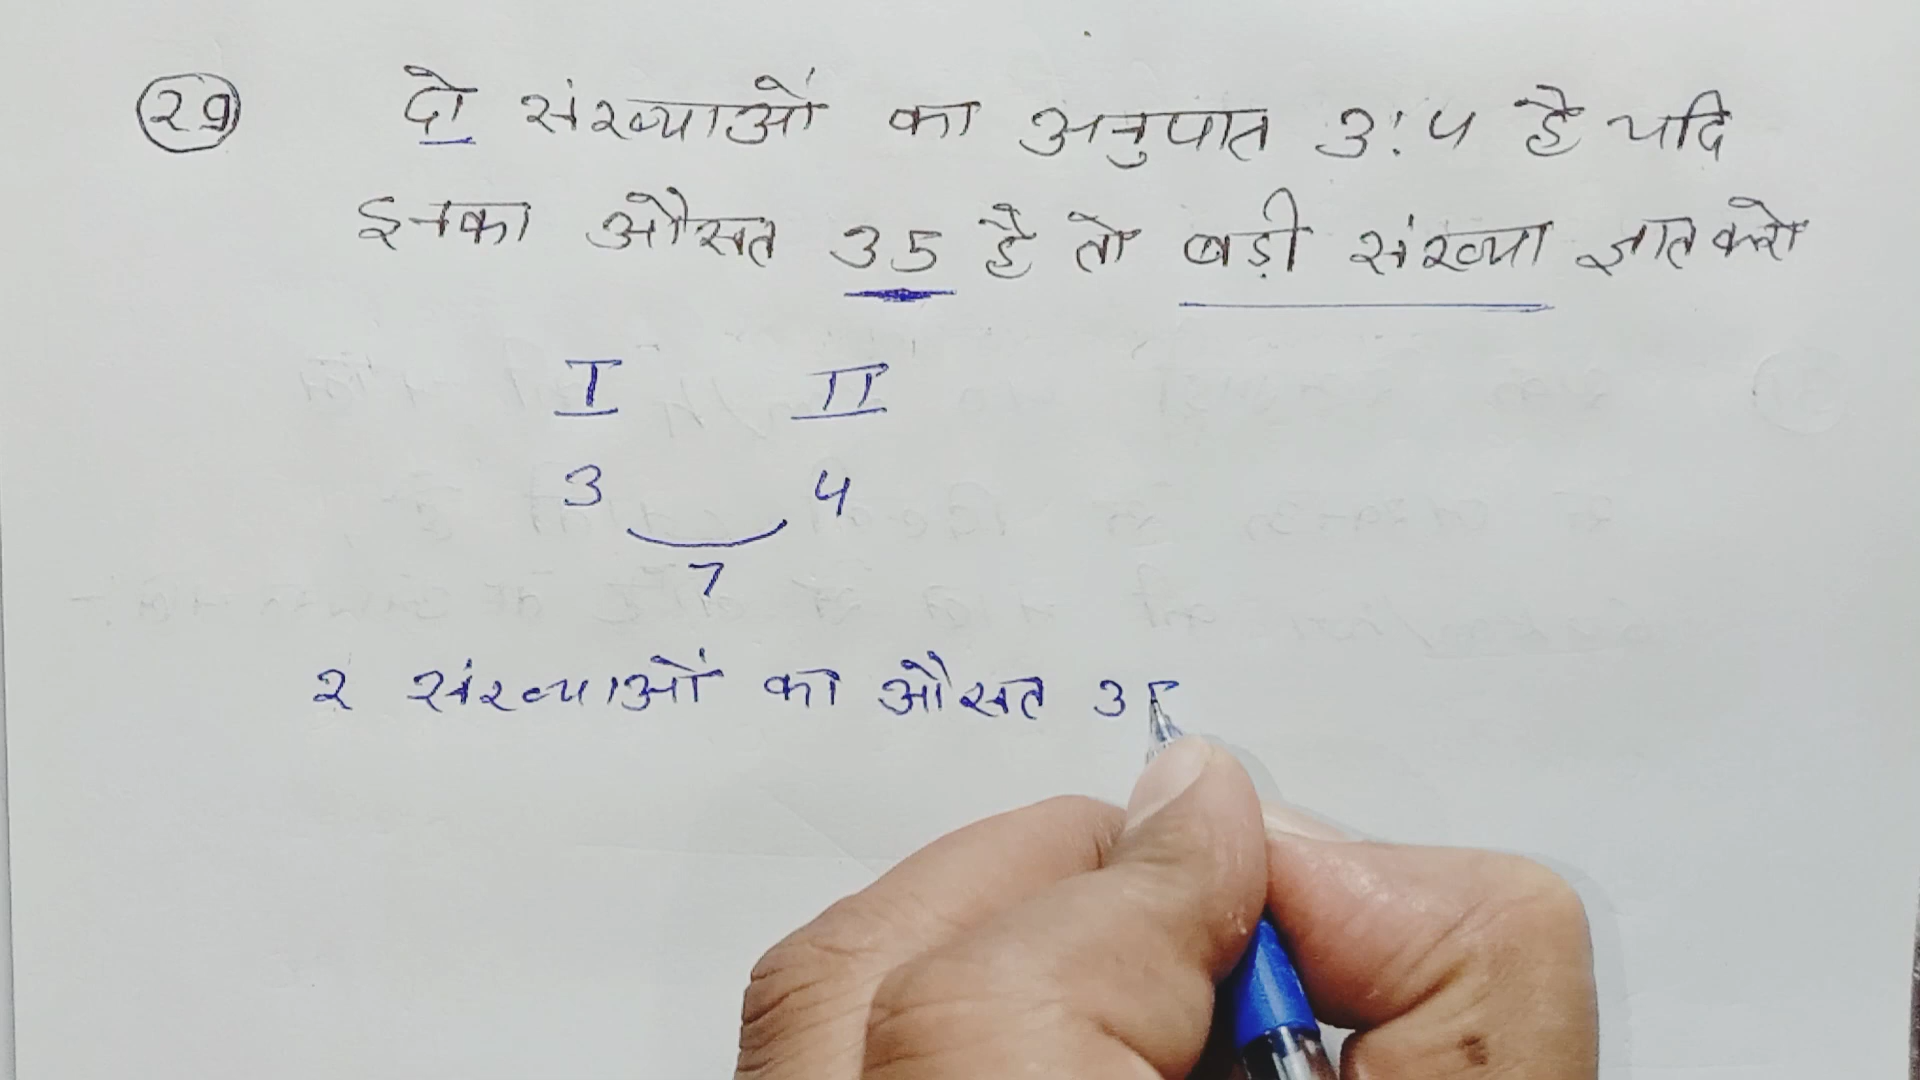 29 दो संख्याओं का अनुपात 3:4 है यदि
इनका औसत 35 है तो बड़ी संख्या ज्ञात करो
I II
3 4
7
2 संख्याओं का औसत 35